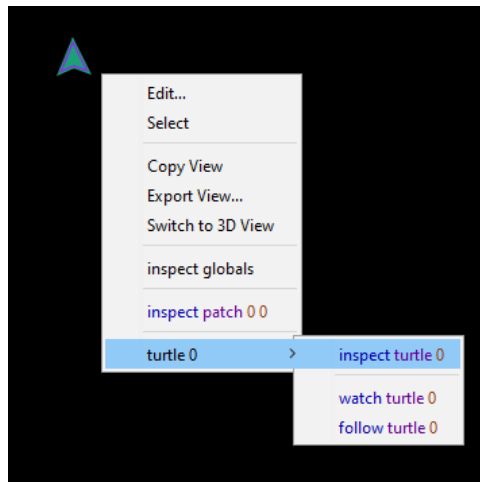 Edit...
Select
Copy View
Export View...
Switch to 3D View
inspect globals
inspect patch 0 0
turtle 0
inspect turtle 0
watch turtle 0
follow turtle 0